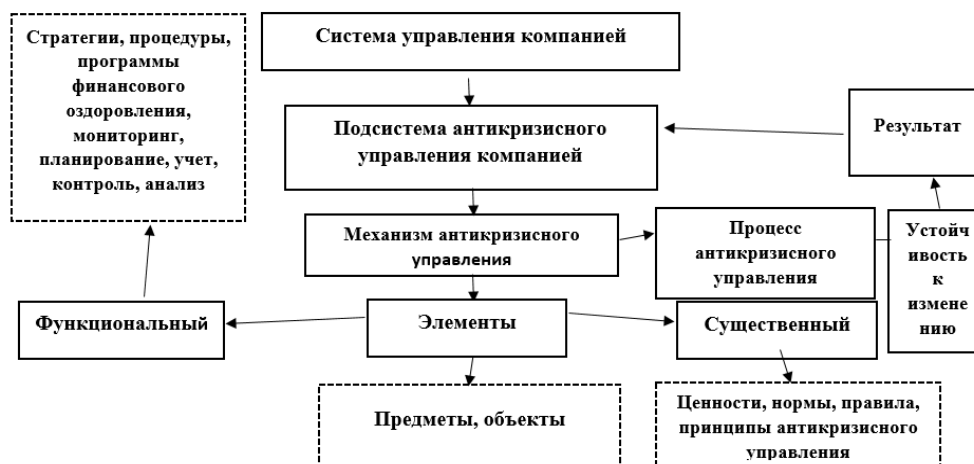 Стратегии, процедуры,
программы
финансового
оздоровления,
мониторинг,
планирование, учет,
контроль, анализ
Система управления компанией
Подсистема антикризисного
управления компанией
Результат
Механизм антикризисного
управления
Процесс
антикризисного
управления
Устойч
ивость
к
измене
нию
Функциональный
Элементы
Существенный
Предметы, объекты
Ценности, нормы, правила,
принципы антикризисного
управления